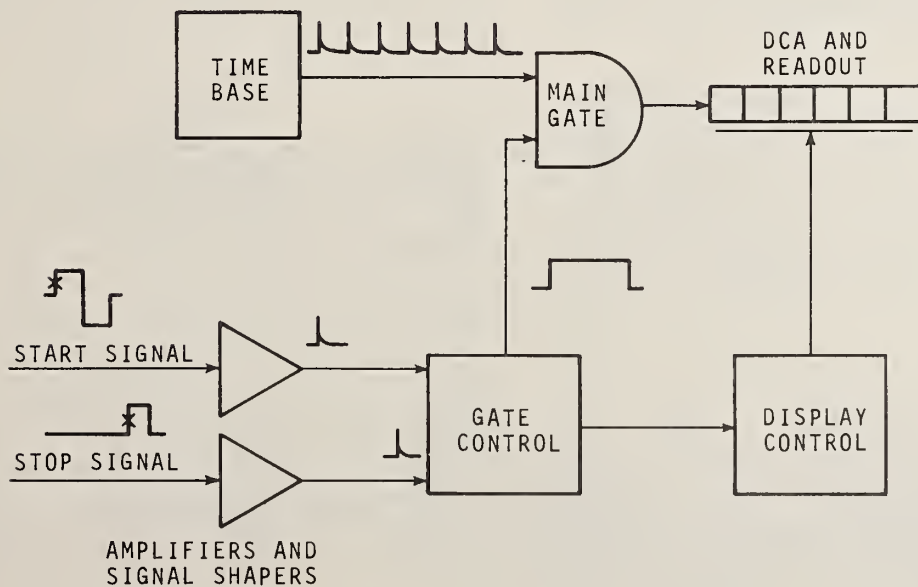 TIME
BASE
MAIN
GATE
DCA AND
READOUT
START SIGNAL
STOP SIGNAL
GATE
CONTROL
DISPLAY
CONTROL
AMPLIFIERS AND
SIGNAL SHAPERS